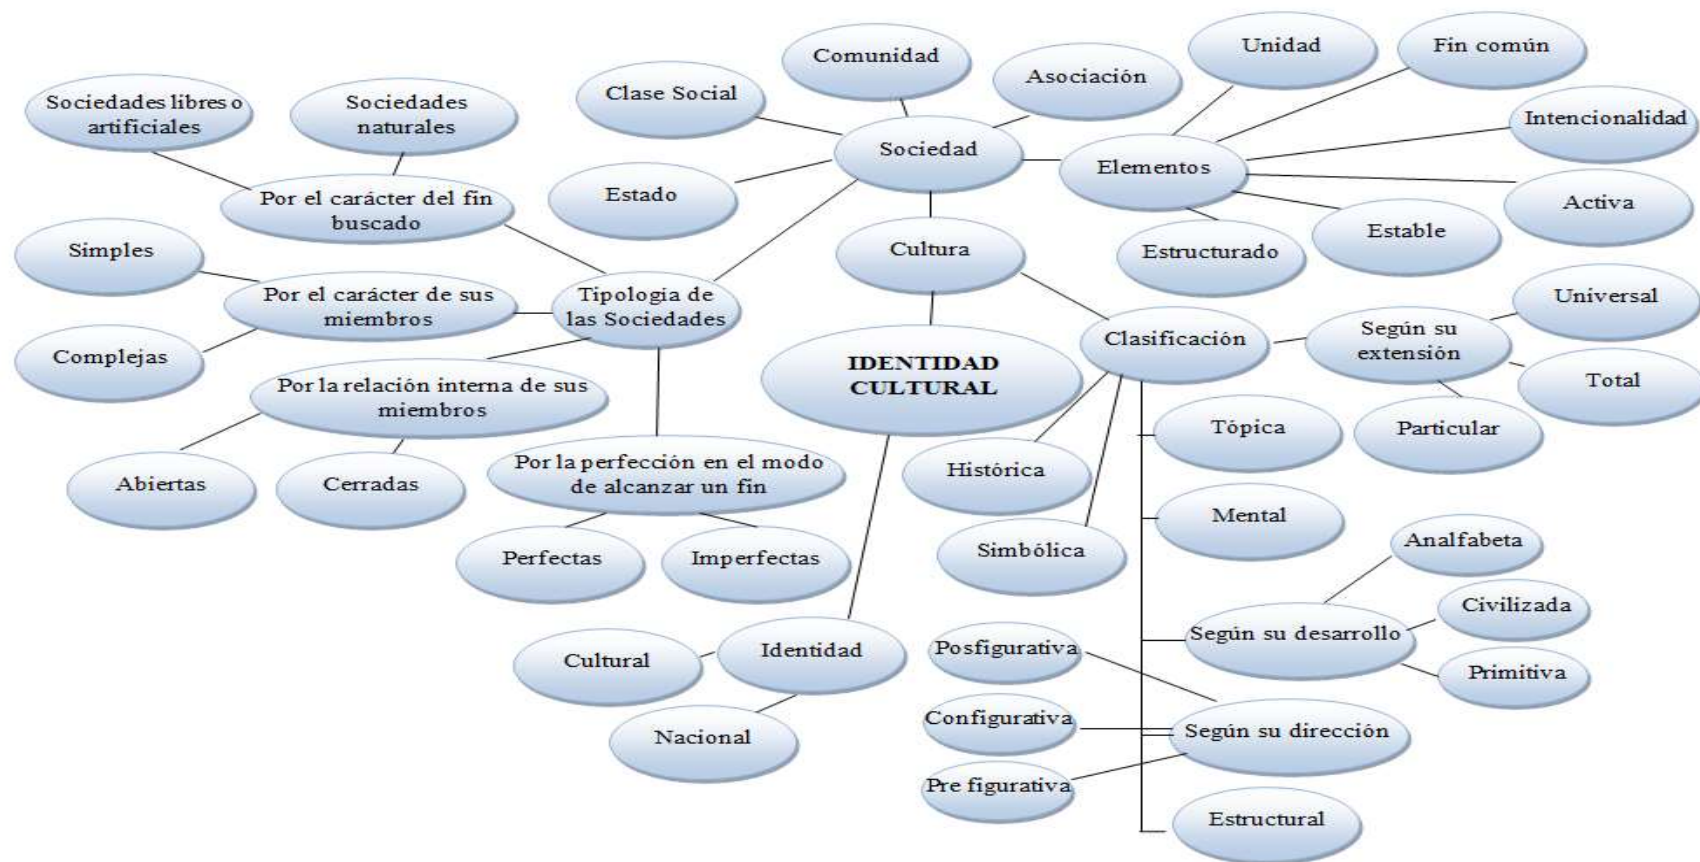 Comunidad
Unidad
Fin común
Clase Social
Asociación
Sociedades libres o
artificiales
Sociedades
naturales
Intencionalidad
Sociedad
Elementos
Por el carácter del fin
buscado
Estado
Activa
Estable
Simples
Cultura
Estructurado
Por el carácter de sus
miembros
Tipología de
las Sociedades
Universal
Según su
extensión
Clasificación
Complejas
IDENTIDAD
CULTURAL
Total
Por la relación interna de sus
miembros
Tópica
Particular
Abiertas
Cerradas
Por la perfección en el modo
de alcanzar un fin
Histórica
Mental
Perfectas
Imperfectas
Simbólica
Analfabeta
Civilizada
Según su desarrollo
Cultural
Identidad
Posfigurativa
Primitiva
Nacional
Configurativa
Según su dirección
Pre figurativa
Estructural